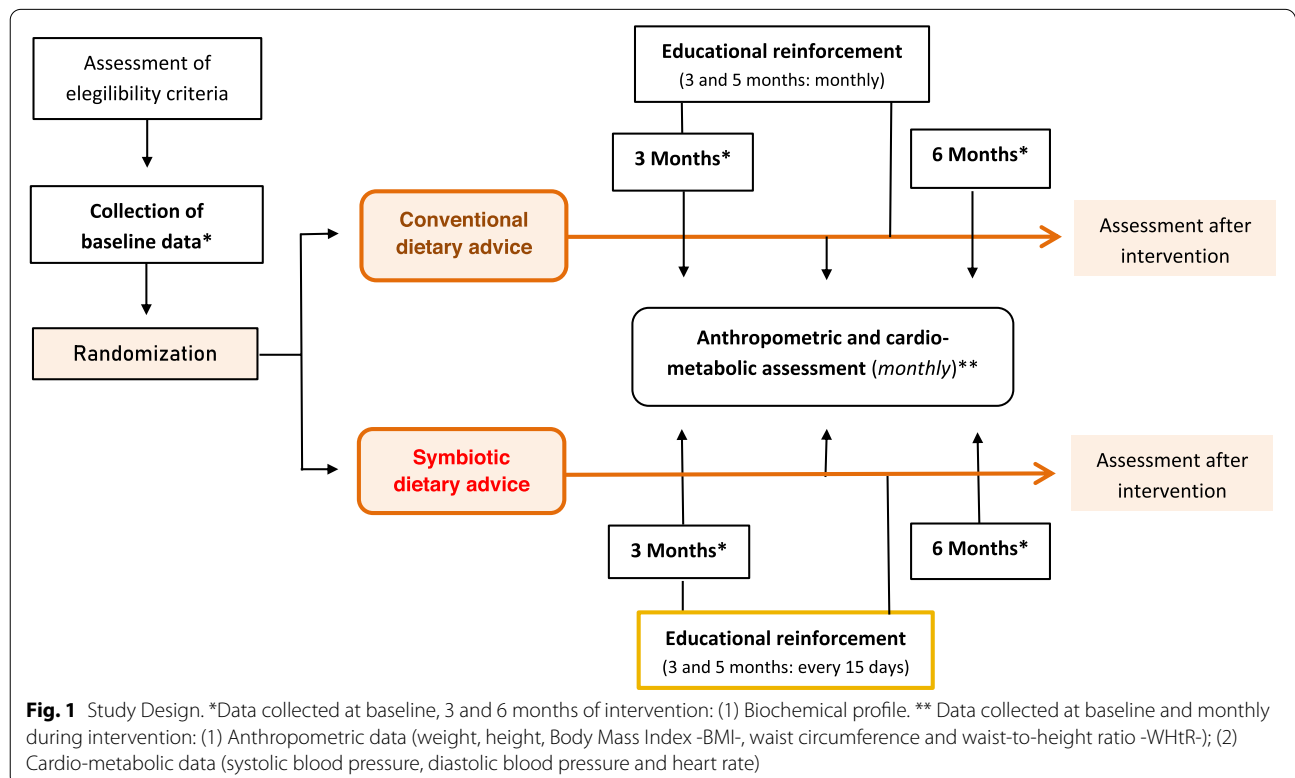 Assessment of
elegilibility criteria
Collection of
baseline data*
Randomization
Educational reinforcement
(3 and 5 months: monthly)
3 Months*
6 Months*
Conventional
dietary advice
Assessment after
intervention
Anthropometric and cardio-
metabolic assessment (monthly)**
Symbiotic
dietary advice
Assessment after
intervention
3 Months*
6 Months*
Educational reinforcement
(3 and 5 months: every 15 days)
Fig. 1 Study Design. *Data collected at baseline, 3 and 6 months of intervention: (1) Biochemical profile. ** Data collected at baseline and monthly
during intervention: (1) Anthropometric data (weight, height, Body Mass Index -BMI-, waist circumference and waist-to-height ratio -WHtR-); (2)
Cardio-metabolic data (systolic blood pressure, diastolic blood pressure and heart rate)